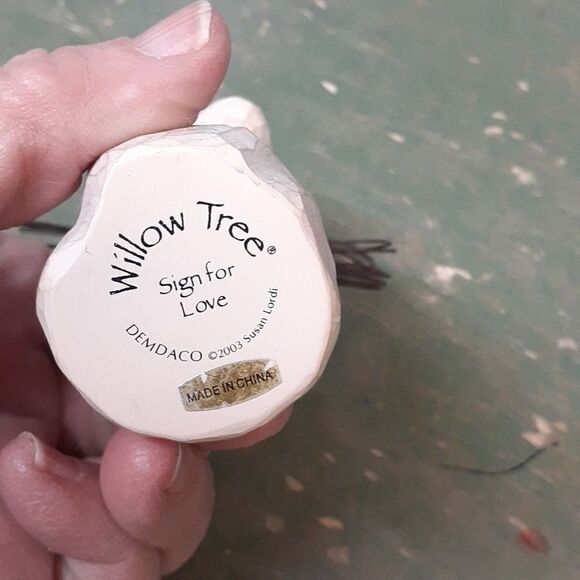 Willow Tree®
Sign for
Love
DEMDACO ©2003 Susan Lordi
MADE IN CHINA